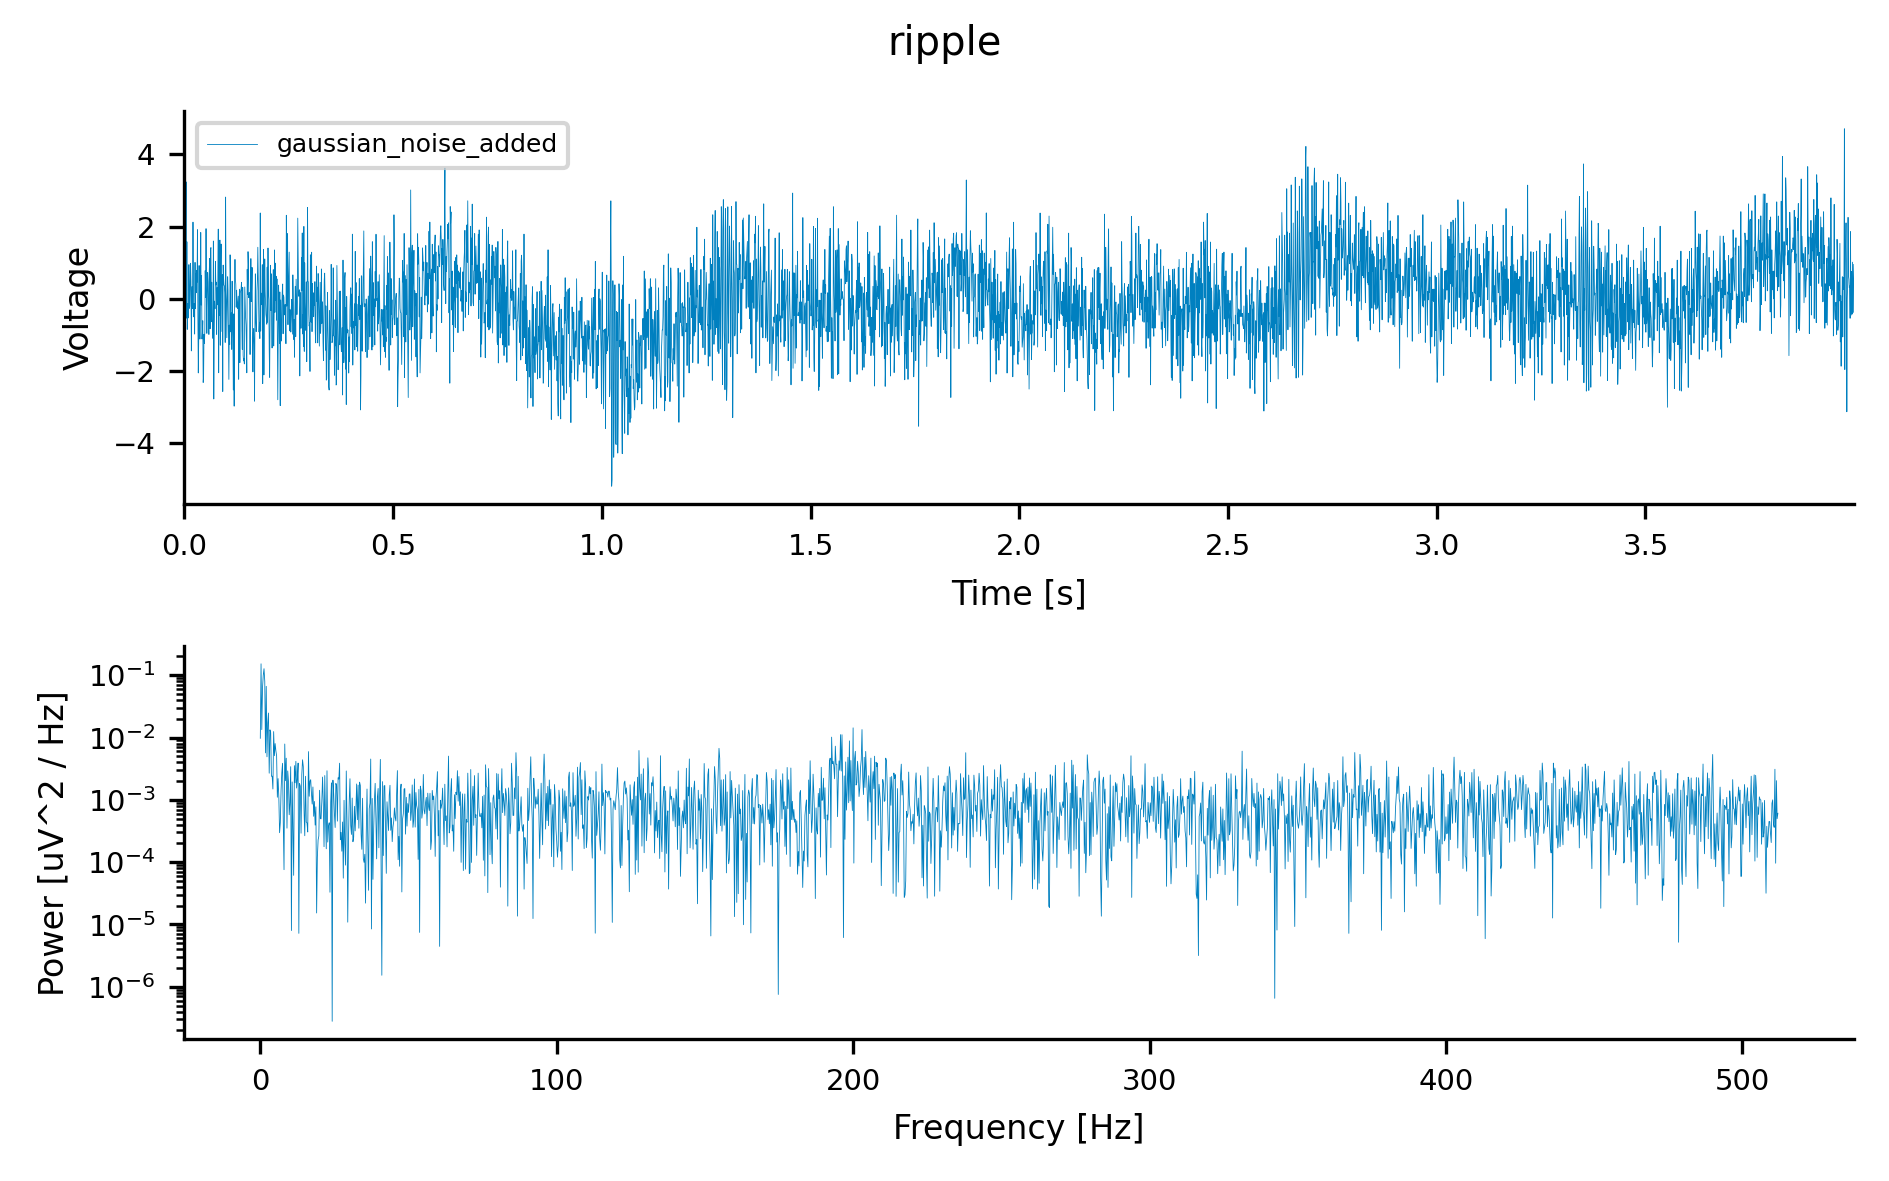 ripple
gaussian_noise_added
Voltage
4
2
0
−2
−4
0.0 0.5 1.0 1.5 2.0 2.5 3.0 3.5
Time [s]
Power [uV^2 / Hz]
10⁻¹
10⁻²
10⁻³
10⁻⁴
10⁻⁵
10⁻⁶
0 100 200 300 400 500
Frequency [Hz]